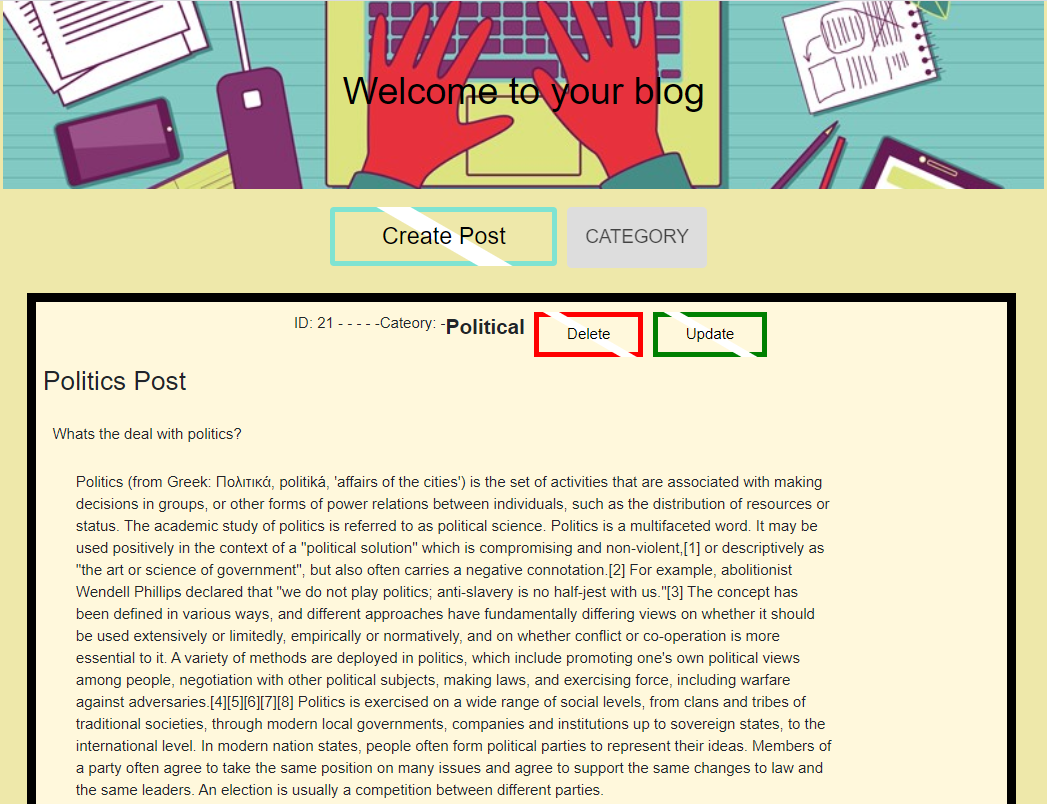 Welcome to your blog
Create Post
CATEGORY
ID: 21 - - - - -Cateory: -Political
Delete
Update
Politics Post
Whats the deal with politics?
Politics (from Greek: Πολιτικά, politiká, 'affairs of the cities') is the set of activities that are associated with making
decisions in groups, or other forms of power relations between individuals, such as the distribution of resources or
status. The academic study of politics is referred to as political science. Politics is a multifaceted word. It may be
used positively in the context of a "political solution" which is compromising and non-violent,[1] or descriptively as
"the art or science of government", but also often carries a negative connotation.[2] For example, abolitionist
Wendell Phillips declared that "we do not play politics; anti-slavery is no half-jest with us."[3] The concept has
been defined in various ways, and different approaches have fundamentally differing views on whether it should
be used extensively or limitedly, empirically or normatively, and on whether conflict or co-operation is more
essential to it. A variety of methods are deployed in politics, which include promoting one's own political views
among people, negotiation with other political subjects, making laws, and exercising force, including warfare
against adversaries.[4][5][6][7][8] Politics is exercised on a wide range of social levels, from clans and tribes of
traditional societies, through modern local governments, companies and institutions up to sovereign states, to the
international level. In modern nation states, people often form political parties to represent their ideas. Members of
a party often agree to take the same position on many issues and agree to support the same changes to law and
the same leaders. An election is usually a competition between different parties.